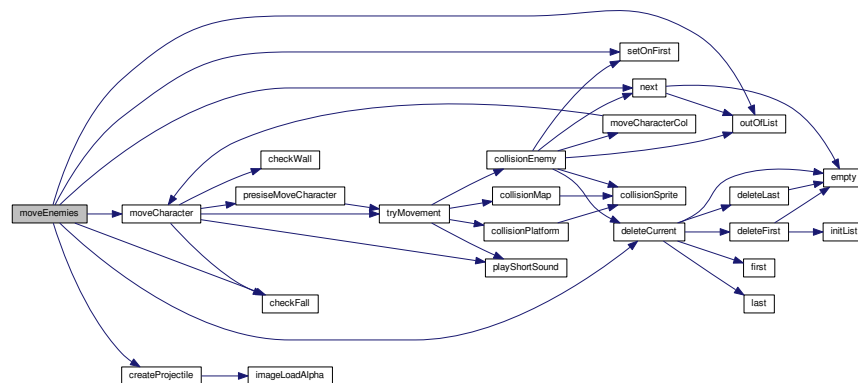 setOnFirst
next
outOfList
moveCharacterCol
checkWall
collisionEnemy
empty
presiseMoveCharacter
collisionMap
collisionSprite
deleteLast
moveEnemies
moveCharacter
tryMovement
collisionPlatform
deleteCurrent
deleteFirst
initList
playShortSound
first
checkFall
last
createProjectile
imageLoadAlpha